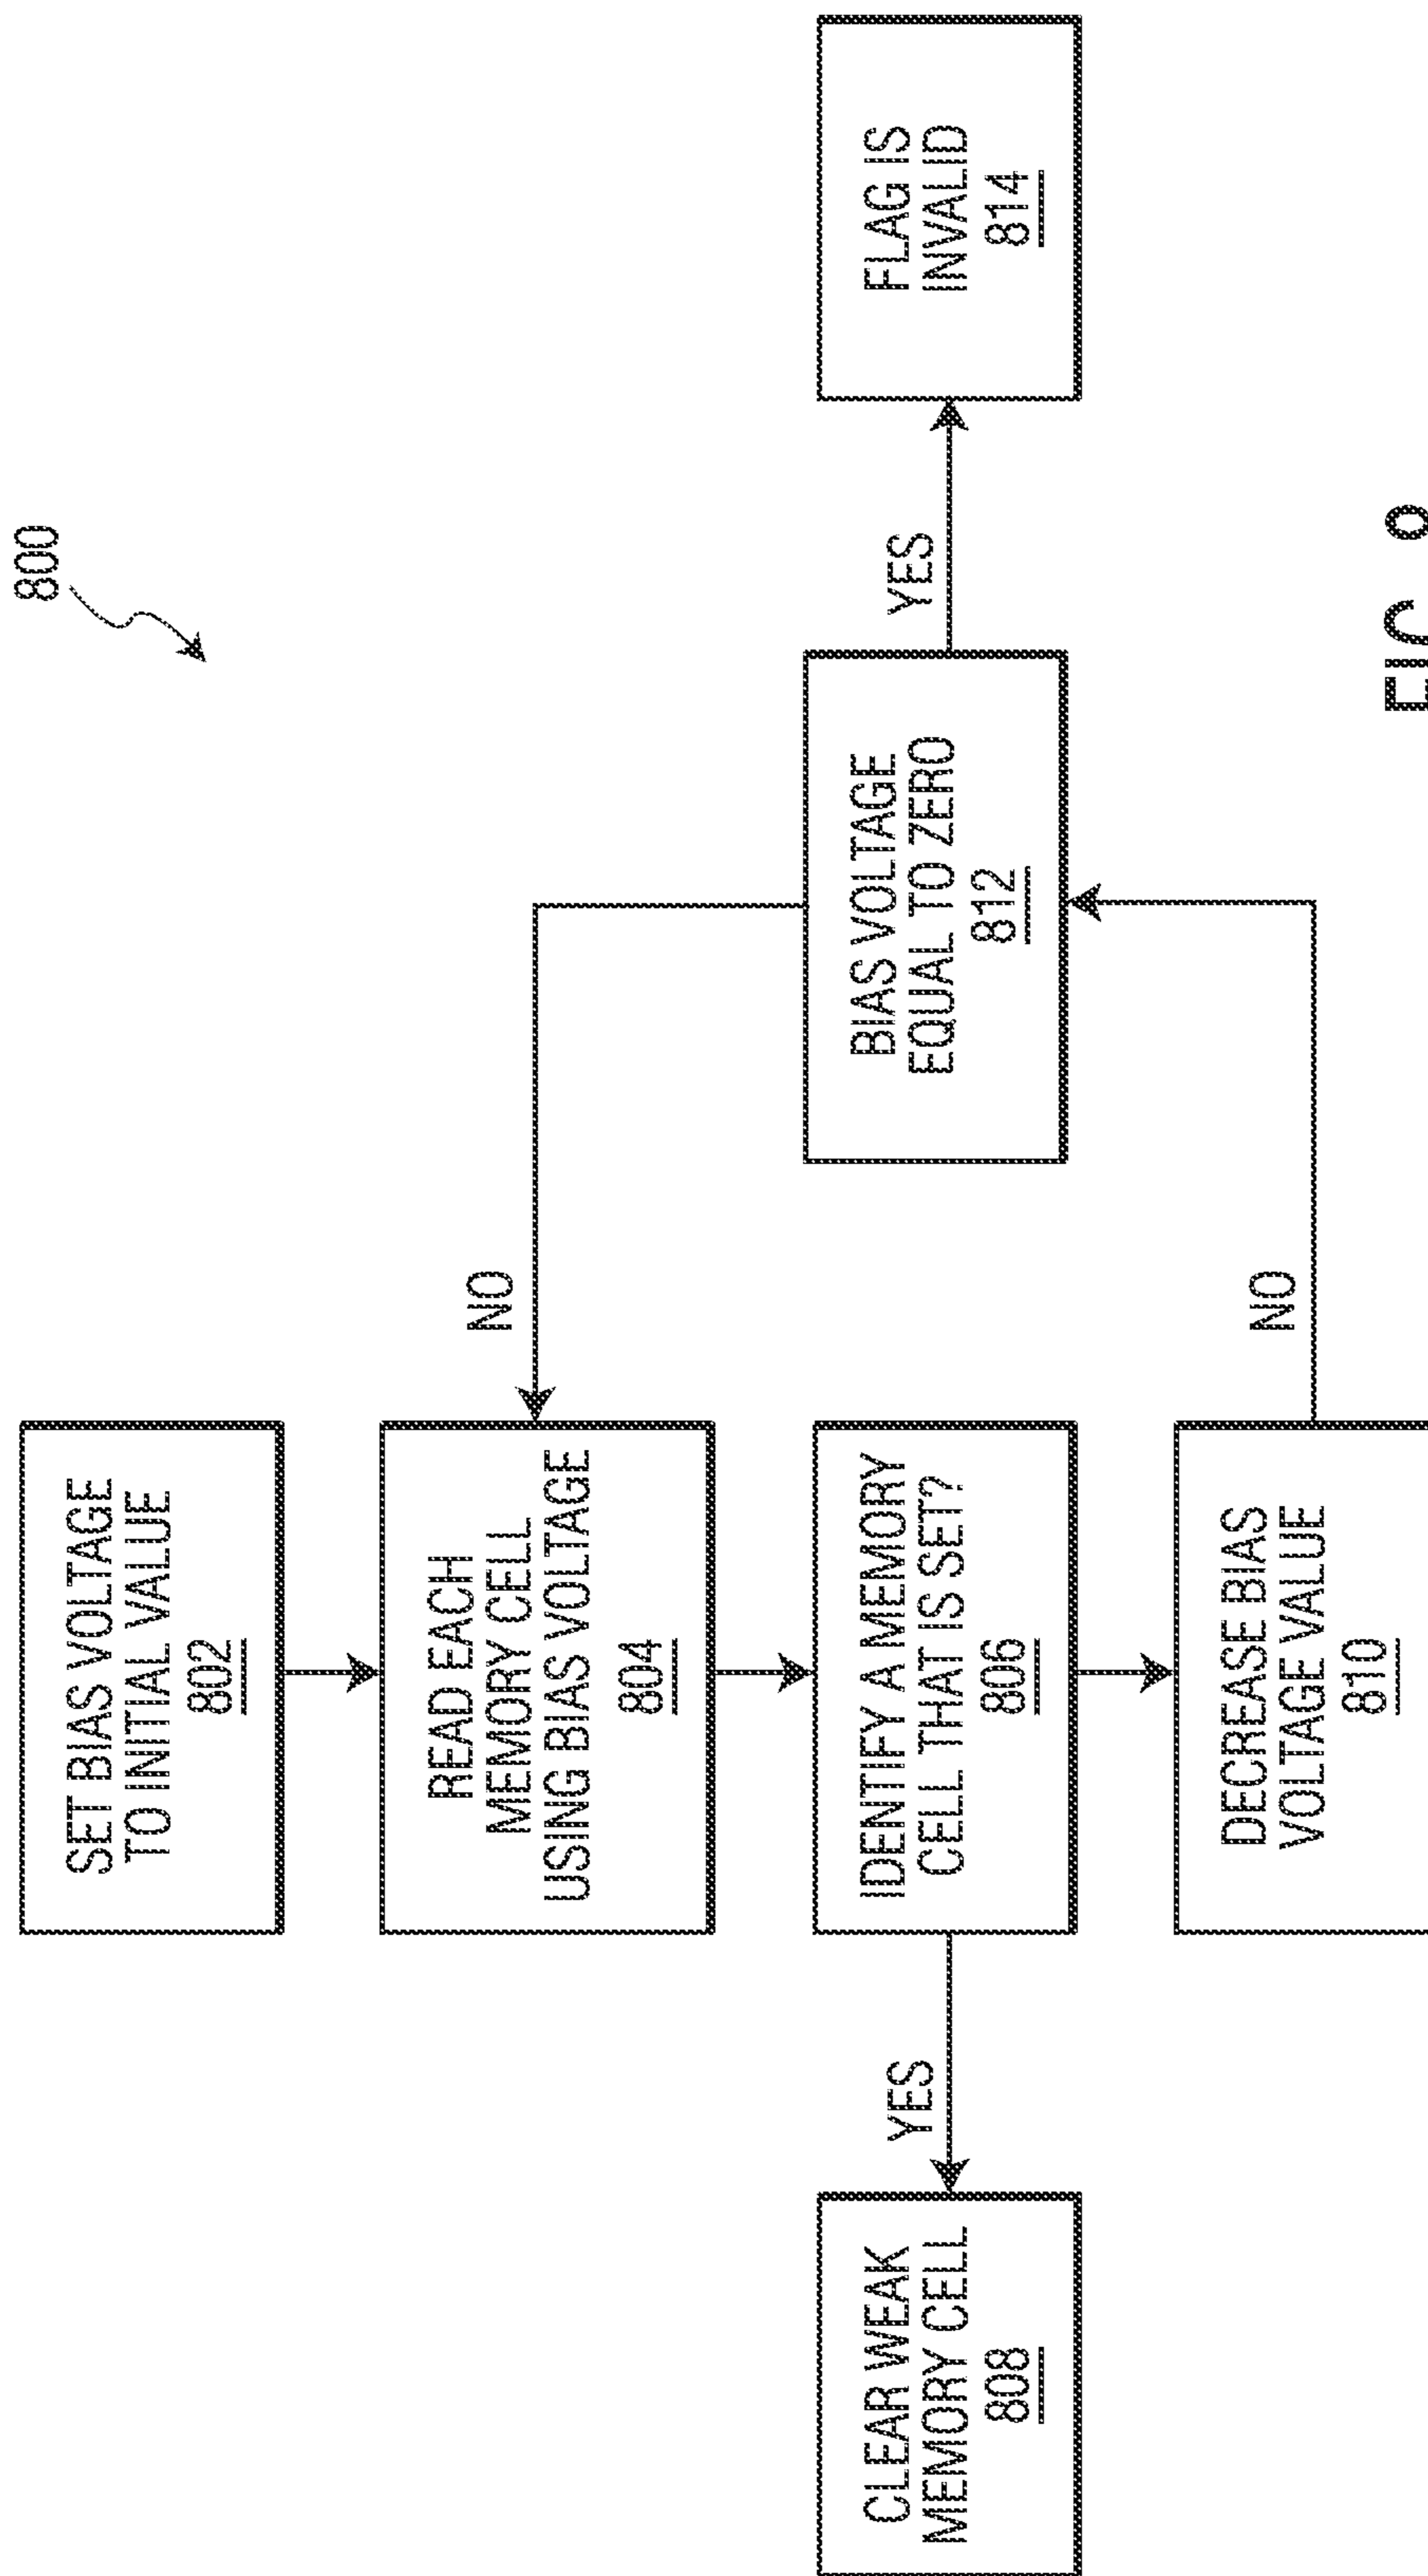 800
SET BIAS VOLTAGE
TO INITIAL VALUE
802
READ EACH
MEMORY CELL
USING BIAS VOLTAGE
804
NO
IDENTIFY A MEMORY
CELL THAT IS SET?
806
YES
CLEAR WEAK
MEMORY CELL
808
DECREASE BIAS
VOLTAGE VALUE
810
NO
BIAS VOLTAGE
EQUAL TO ZERO
812
YES
FLAG IS
INVALID
814